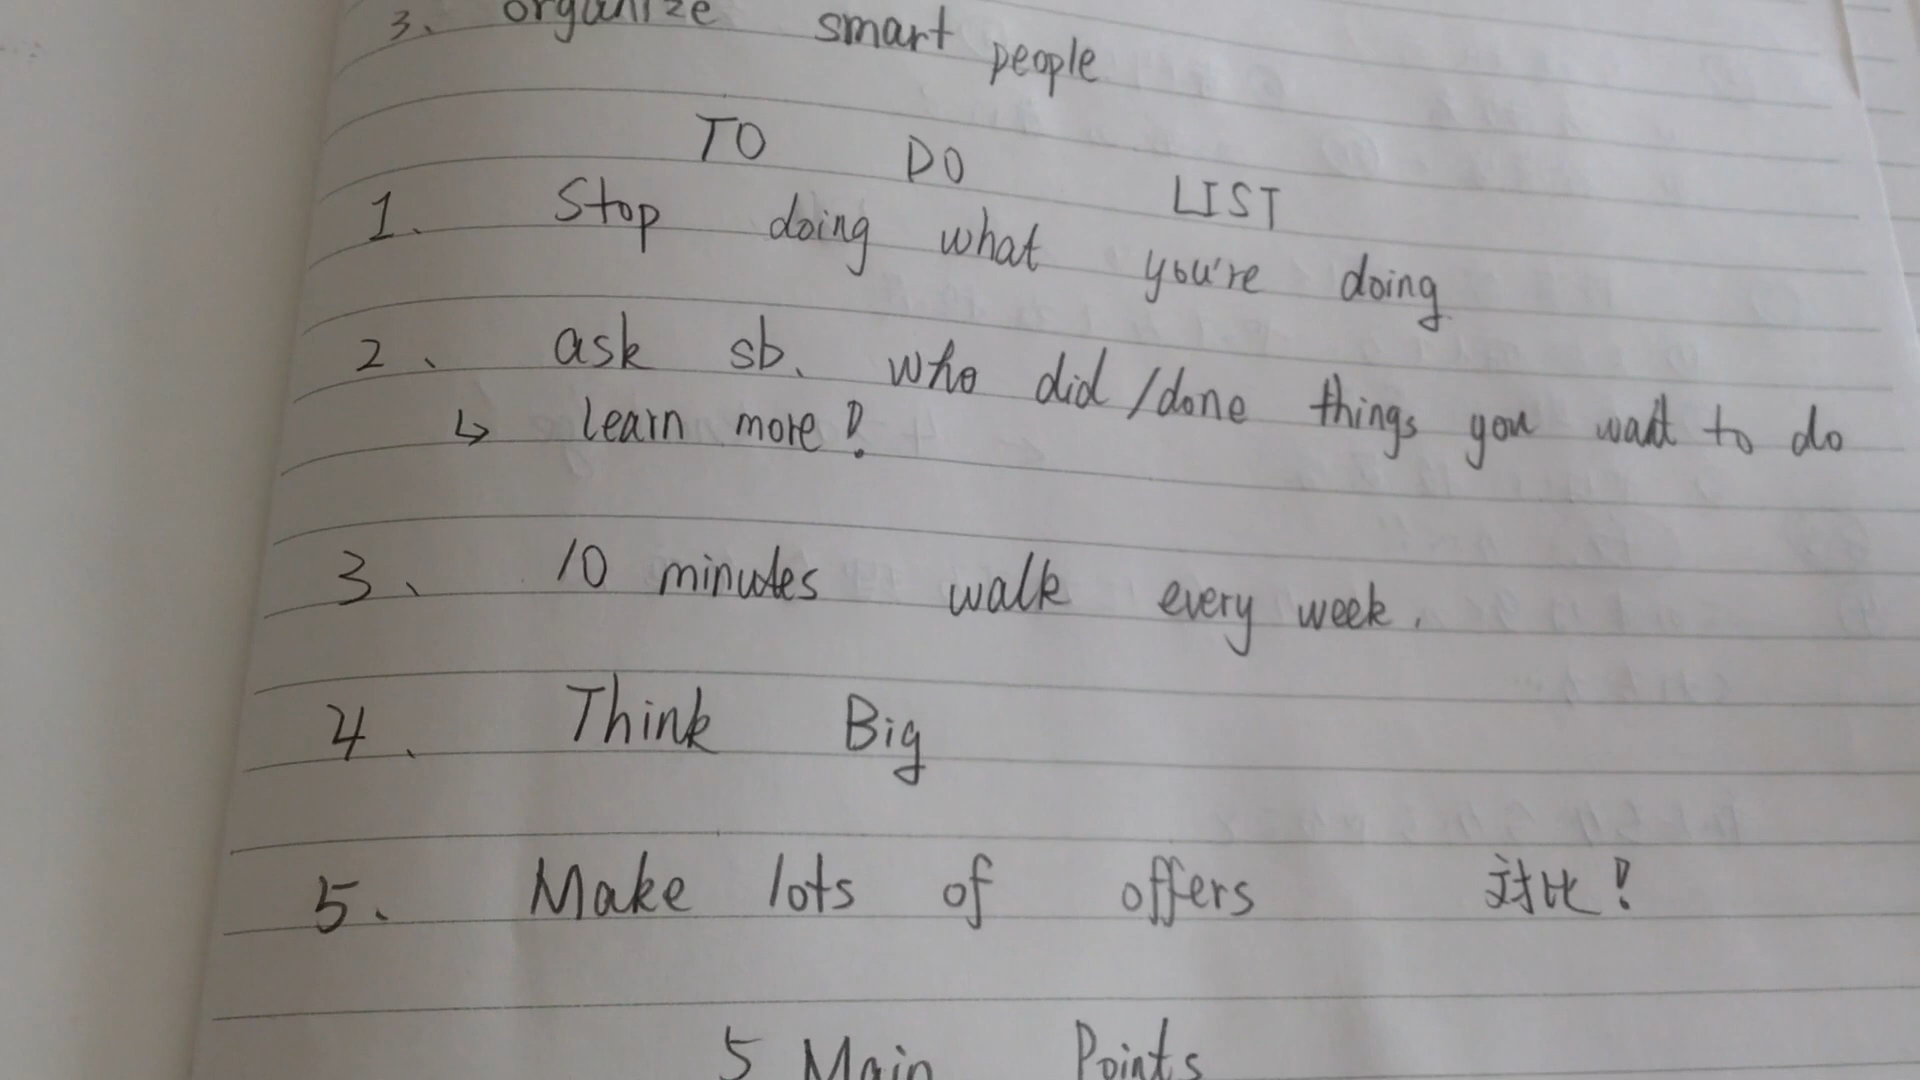 3. organize smart people
TO DO LIST
1. Stop doing what you're doing
2、 ask sb. who did/done things you want to do
↳ learn more!
3、 10 minutes walk every week.
4. Think Big
5. Make lots of offers 対比!
5 Main Points